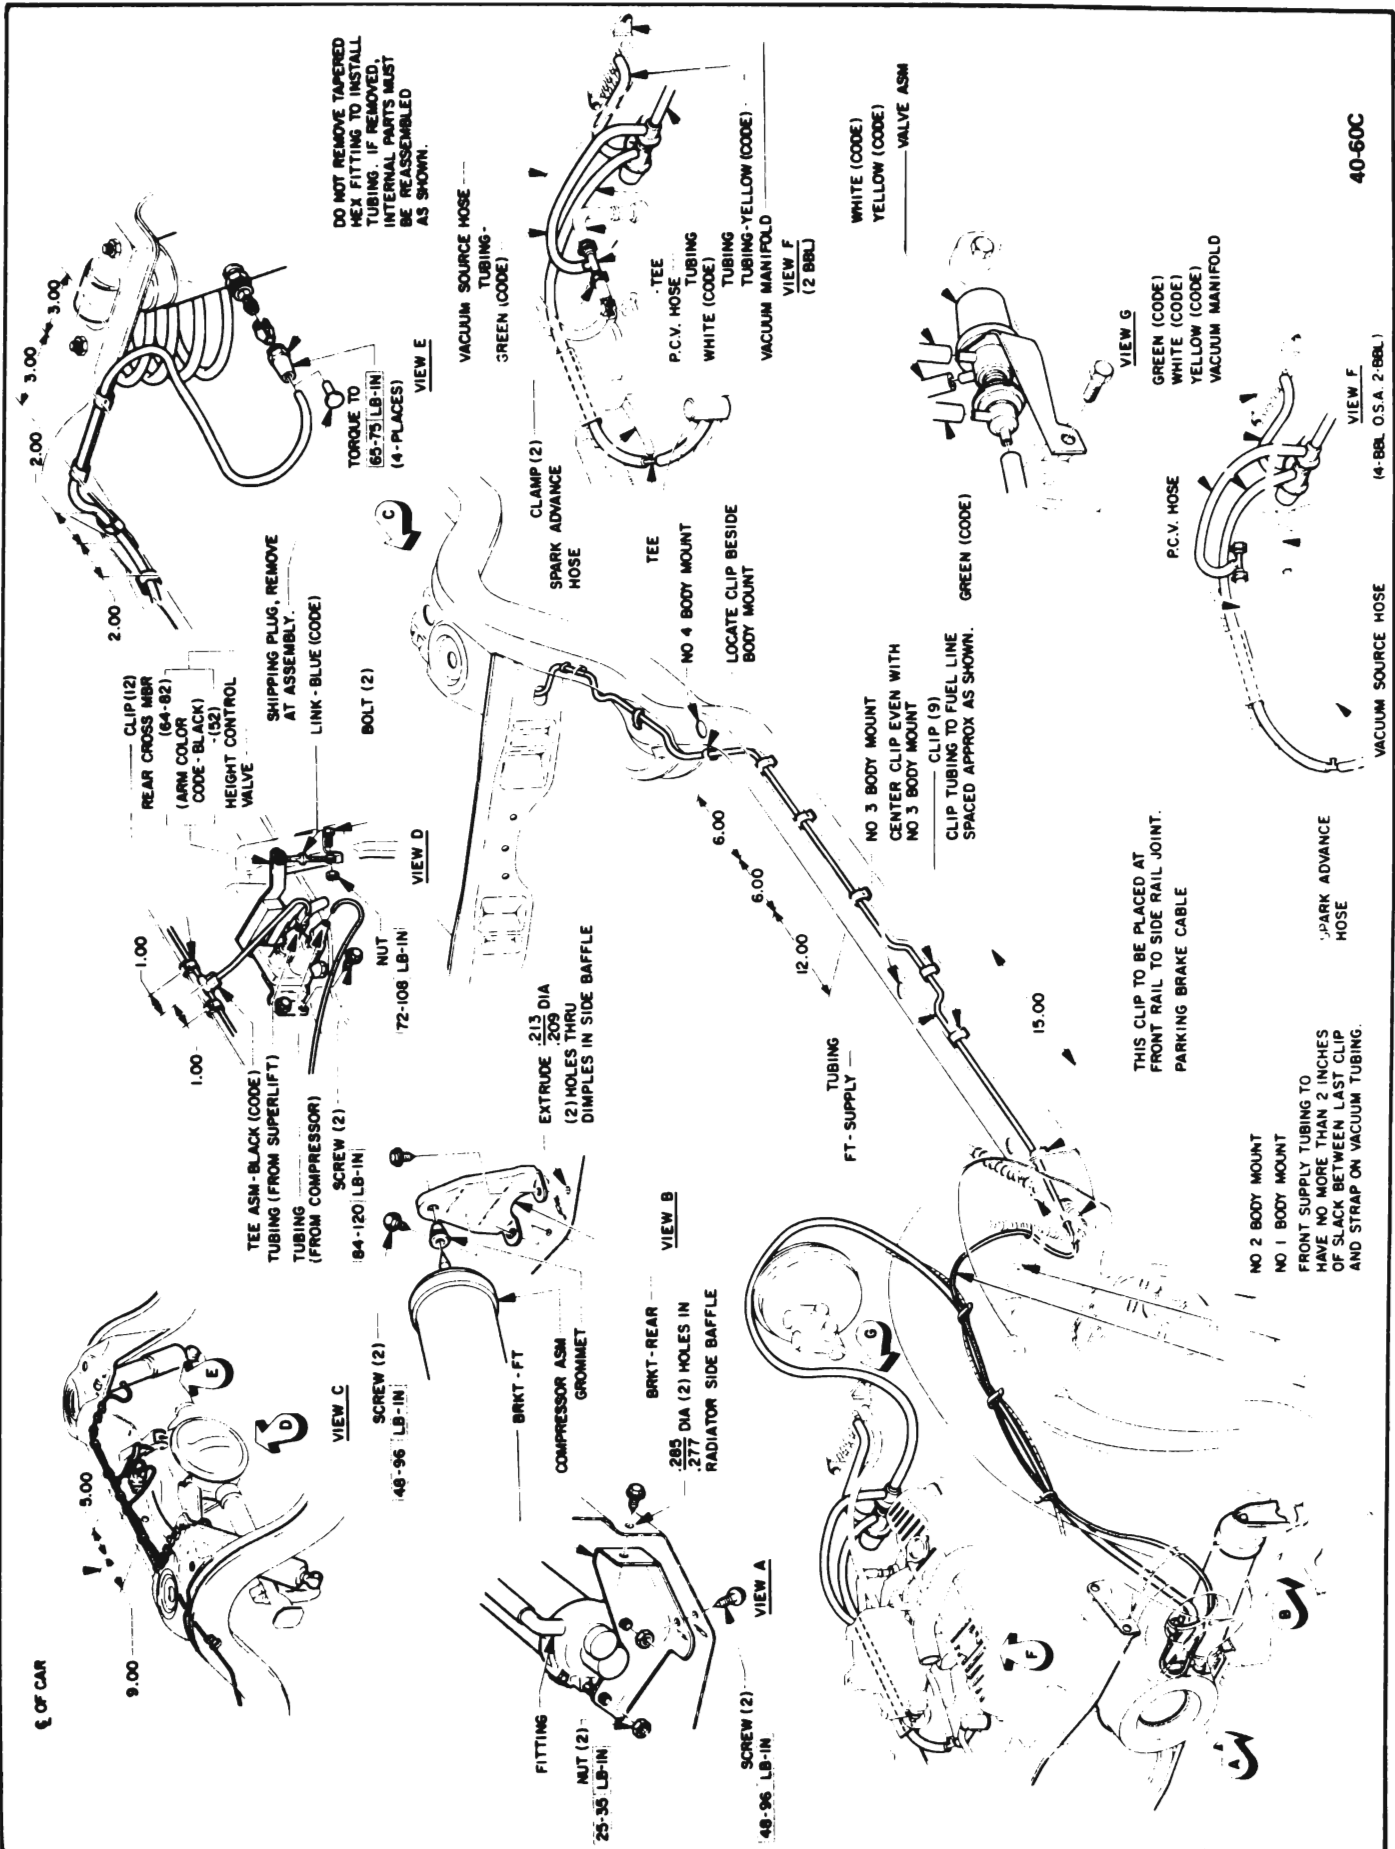 ₵ OF CAR
9.00
5.00
E
D
VIEW C
FITTING
NUT (2)
25-35 LB-IN
SCREW (2)
48-96 LB-IN
VIEW A
.285
.277 DIA (2) HOLES IN
RADIATOR SIDE BAFFLE
SCREW (2)
48-96 LB-IN
BRKT-FT
COMPRESSOR ASM
GROMMET
BRKT-REAR
VIEW B
EXTRUDE .213 DIA
.209
(2) HOLES THRU
DIMPLES IN SIDE BAFFLE
1.00
1.00
TEE ASM-BLACK (CODE)
TUBING (FROM SUPERLIFT)
TUBING
(FROM COMPRESSOR)
SCREW (2)
84-120 LB-IN
NUT
72-108 LB-IN
VIEW D
CLIP (12)
REAR CROSS MBR
(64-82)
(ARM COLOR
CODE-BLACK)
-(52)
HEIGHT CONTROL
VALVE
SHIPPING PLUG, REMOVE
AT ASSEMBLY.
LINK-BLUE (CODE)
BOLT (2)
2.00
2.00
3.00
3.00
TORQUE TO
65-75 LB-IN
(4-PLACES)
VIEW E
DO NOT REMOVE TAPERED
HEX FITTING TO INSTALL
TUBING. IF REMOVED,
INTERNAL PARTS MUST
BE REASSEMBLED
AS SHOWN.
C
VACUUM SOURCE HOSE
TUBING-
GREEN (CODE)
CLAMP (2)
SPARK ADVANCE
HOSE
TEE
TEE
P.C.V. HOSE
TUBING
WHITE (CODE)
TUBING
TUBING-YELLOW (CODE)
VACUUM MANIFOLD
VIEW F
(2 BBL)
NO 4 BODY MOUNT
LOCATE CLIP BESIDE
BODY MOUNT
6.00
6.00
12.00
NO 3 BODY MOUNT
CENTER CLIP EVEN WITH
NO 3 BODY MOUNT
CLIP (9)
CLIP TUBING TO FUEL LINE
SPACED APPROX AS SHOWN.
TUBING
FT-SUPPLY
15.00
WHITE (CODE)
YELLOW (CODE)
VALVE ASM
GREEN (CODE)
VIEW G
GREEN (CODE)
WHITE (CODE)
YELLOW (CODE)
VACUUM MANIFOLD
P.C.V. HOSE
VIEW F
(4-BBL O.S.A. 2-BBL)
VACUUM SOURCE HOSE
SPARK ADVANCE
HOSE
THIS CLIP TO BE PLACED AT
FRONT RAIL TO SIDE RAIL JOINT.
PARKING BRAKE CABLE
NO 2 BODY MOUNT
NO 1 BODY MOUNT
FRONT SUPPLY TUBING TO
HAVE NO MORE THAN 2 INCHES
OF SLACK BETWEEN LAST CLIP
AND STRAP ON VACUUM TUBING.
G
F
B
A
40-60C